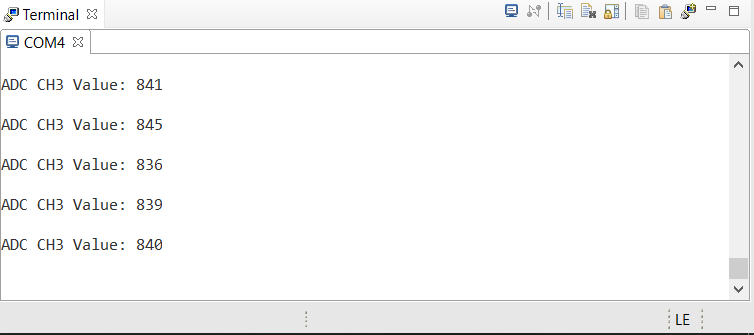 Terminal
COM4
ADC CH3 Value: 841
ADC CH3 Value: 845
ADC CH3 Value: 836
ADC CH3 Value: 839
ADC CH3 Value: 840
LE